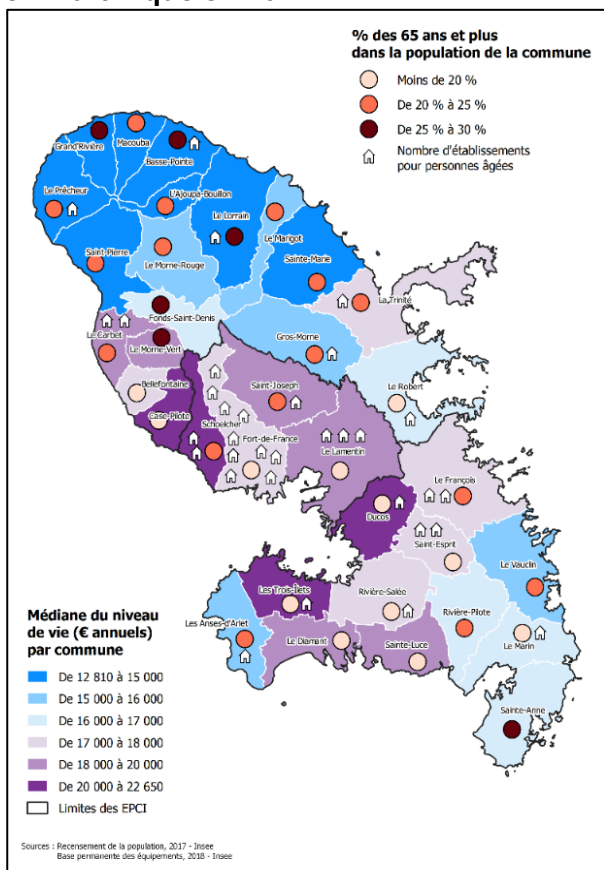 % des 65 ans et plus
dans la population de la commune
Moins de 20 %
De 20 % à 25 %
De 25 % à 30 %
Nombre d'établissements
pour personnes âgées
Grand'Rivière
Macouba
Basse-Pointe
Le Prêcheur
L'Ajoupa-Bouillon
Le Lorrain
Le Marigot
Saint-Pierre
Le Morne-Rouge
Sainte-Marie
La Trinité
Fonds-Saint-Denis
Le Carbet
Le Morne-Vert
Gros-Morne
Bellefontaine
Saint-Joseph
Le Robert
Case-Pilote
Schoelcher
Fort-de-France
Le Lamentin
Le François
Ducos
Saint-Esprit
Le Vauclin
Les Trois-Îlets
Rivière-Salée
Rivière-Pilote
Les Anses-d'Arlet
Le Diamant
Sainte-Luce
Le Marin
Sainte-Anne
Médiane du niveau
de vie (€ annuels)
par commune
De 12 810 à 15 000
De 15 000 à 16 000
De 16 000 à 17 000
De 17 000 à 18 000
De 18 000 à 20 000
De 20 000 à 22 650
Limites des EPCI
Sources : Recensement de la population, 2017 - Insee
Base permanente des équipements, 2018 - Insee